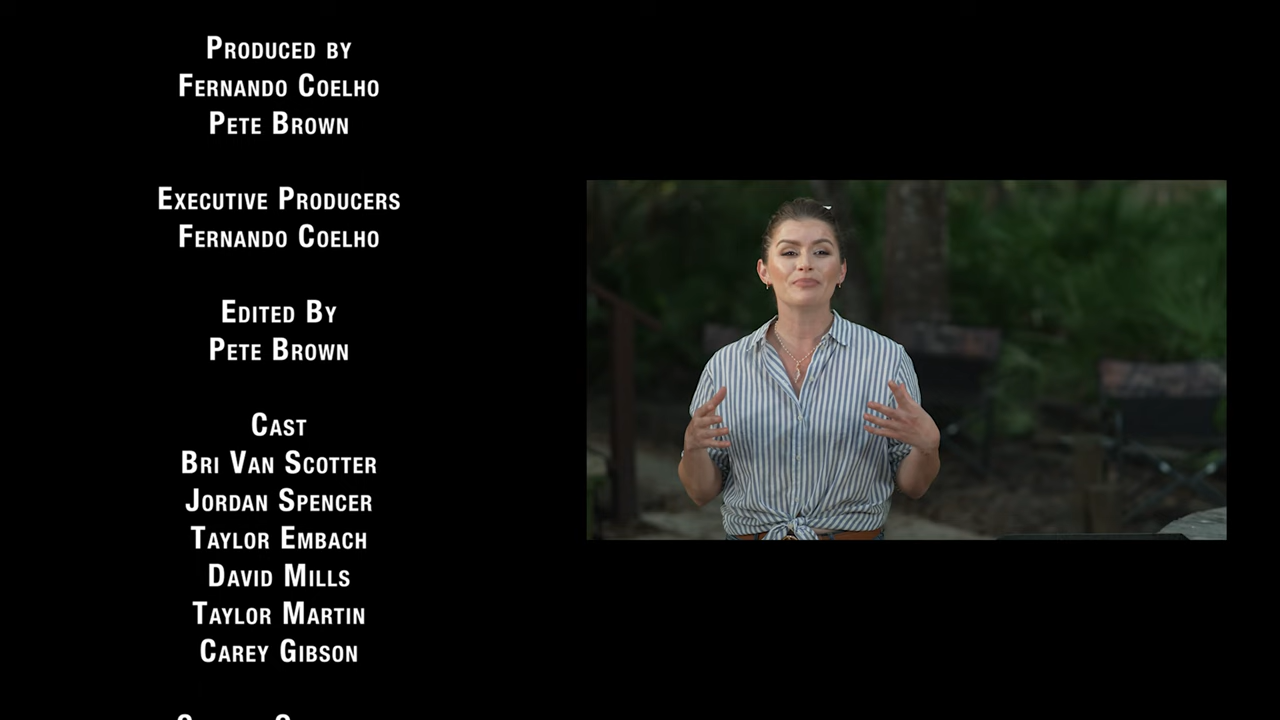 Produced by
Fernando Coelho
Pete Brown
Executive Producers
Fernando Coelho
Edited By
Pete Brown
Cast
Bri Van Scotter
Jordan Spencer
Taylor Embach
David Mills
Taylor Martin
Carey Gibson